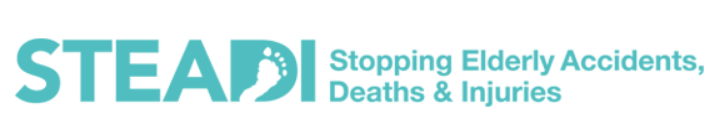 STEADI
Stopping Elderly Accidents,
Deaths & Injuries